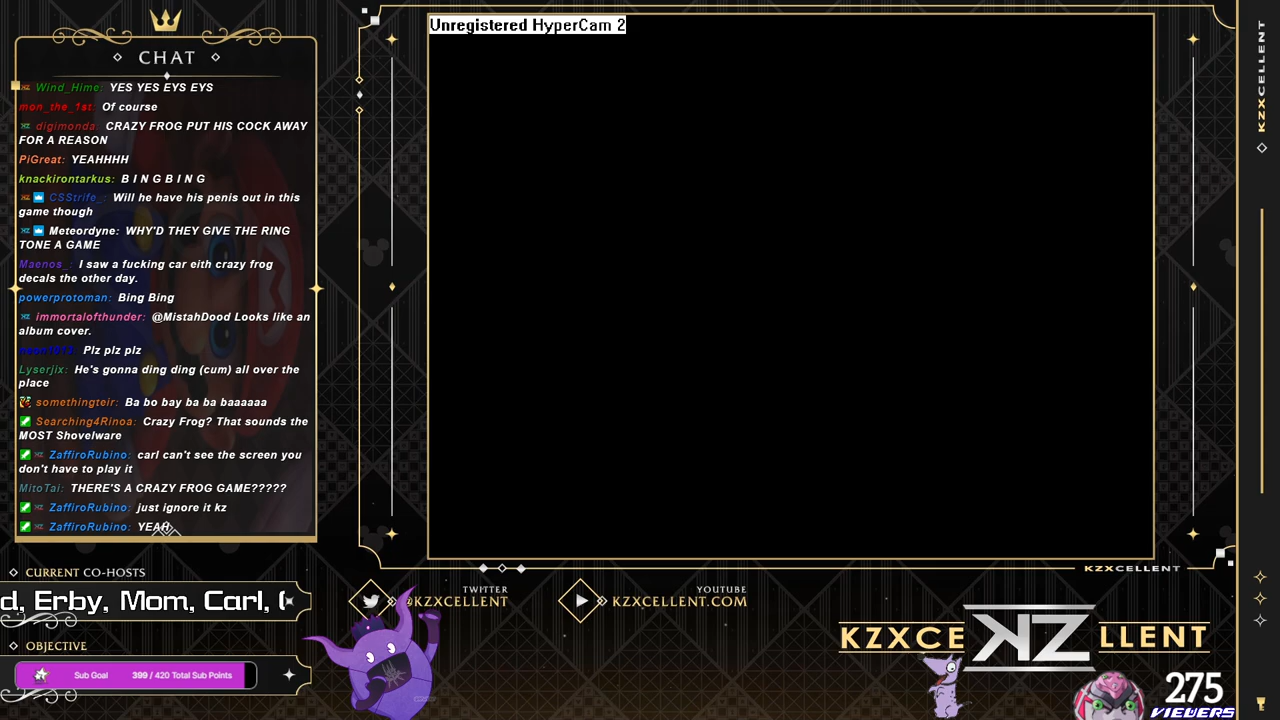 Unregistered HyperCam 2
CHAT
Wind_Hime: YES YES EYS EYS
mon_the_1st: Of course
digimonda: CRAZY FROG PUT HIS COCK AWAY
FOR A REASON
PiGreat: YEAHHHH
knackirontarkus: B I N G B I N G
CSStrife_: Will he have his penis out in this
game though
Meteordyne: WHY'D THEY GIVE THE RING
TONE A GAME
Maenos_: I saw a fucking car eith crazy frog
decals the other day.
powerprotoman: Bing Bing
immortalofthunder: @MistahDood Looks like an
album cover.
Plz plz plz
Lyserjix: He's gonna ding ding (cum) all over the
place
somethingteir: Ba bo bay ba ba baaaaa
Searching4Rinoa: Crazy Frog? That sounds the
MOST Shovelware
ZaffiroRubino: carl can't see the screen you
don't have to play it
MitoTai: THERE'S A CRAZY FROG GAME?????
ZaffiroRubino: just ignore it kz
ZaffiroRubino: YEAH
CURRENT CO-HOSTS
d, Erby, Mom, Carl, (
OBJECTIVE
Sub Goal 399 / 420 Total Sub Points
TWITTER
@KZXCELLENT
YOUTUBE
KZXCELLENT.COM
KZXCELLENT
KZXCE KZ LLENT
275
VIEWERS
KZXCELLENT